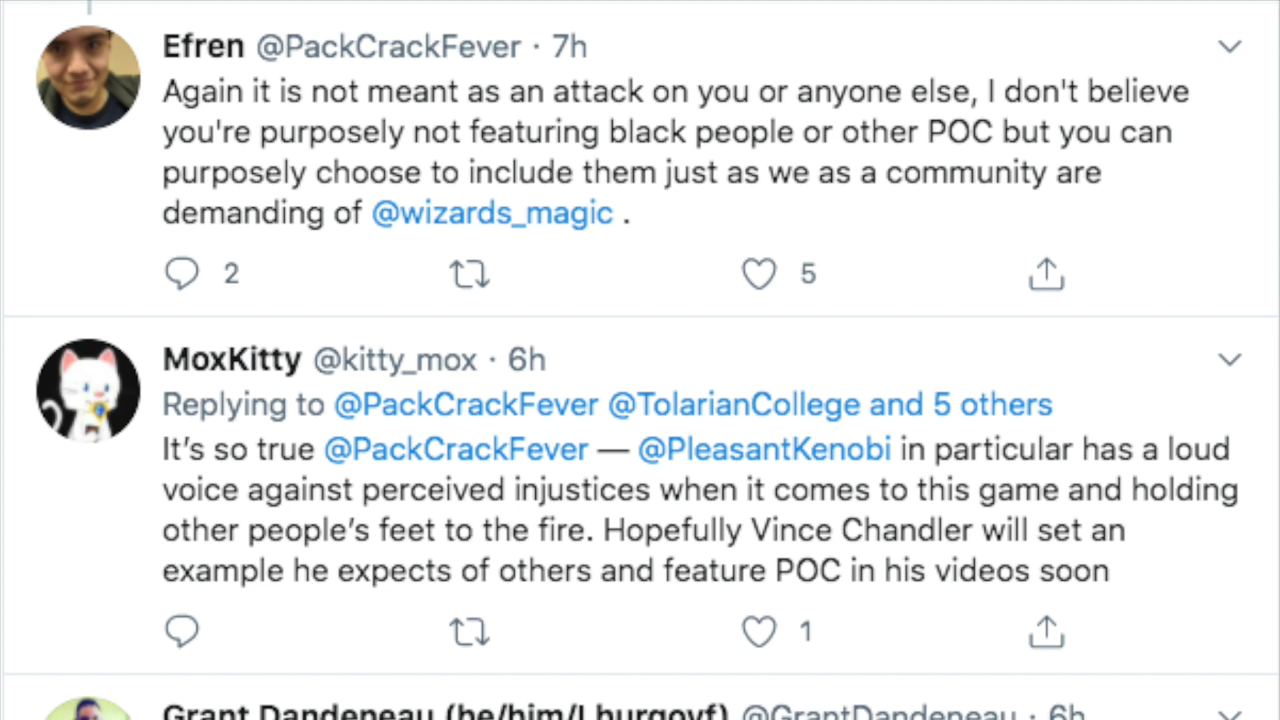 Efren @PackCrackFever · 7h
Again it is not meant as an attack on you or anyone else, I don't believe
you're purposely not featuring black people or other POC but you can
purposely choose to include them just as we as a community are
demanding of @wizards_magic .
2 5
MoxKitty @kitty_mox · 6h
Replying to @PackCrackFever @TolarianCollege and 5 others
It’s so true @PackCrackFever — @PleasantKenobi in particular has a loud
voice against perceived injustices when it comes to this game and holding
other people’s feet to the fire. Hopefully Vince Chandler will set an
example he expects of others and feature POC in his videos soon
1
Grant Dandeneau (he/him/Lhurgoyf) @GrantDandeneau · 6h